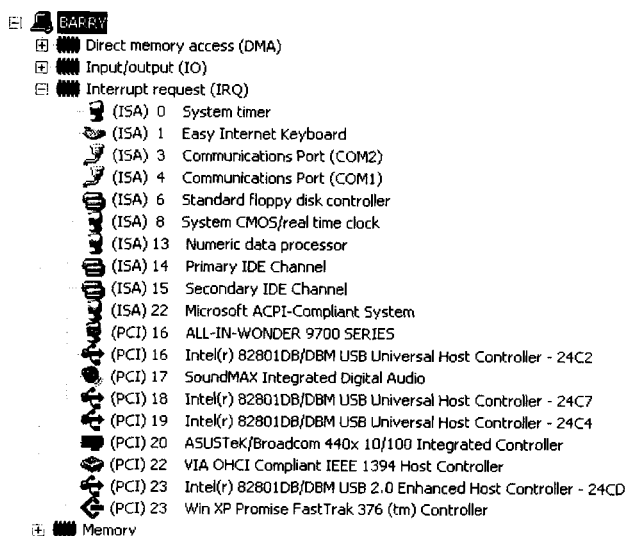 BARRY
Direct memory access (DMA)
Input/output (IO)
Interrupt request (IRQ)
(ISA) 0 System timer
(ISA) 1 Easy Internet Keyboard
(ISA) 3 Communications Port (COM2)
(ISA) 4 Communications Port (COM1)
(ISA) 6 Standard floppy disk controller
(ISA) 8 System CMOS/real time clock
(ISA) 13 Numeric data processor
(ISA) 14 Primary IDE Channel
(ISA) 15 Secondary IDE Channel
(ISA) 22 Microsoft ACPI-Compliant System
(PCI) 16 ALL-IN-WONDER 9700 SERIES
(PCI) 16 Intel(r) 82801DB/DBM USB Universal Host Controller - 24C2
(PCI) 17 SoundMAX Integrated Digital Audio
(PCI) 18 Intel(r) 82801DB/DBM USB Universal Host Controller - 24C7
(PCI) 19 Intel(r) 82801DB/DBM USB Universal Host Controller - 24C4
(PCI) 20 ASUSTeK/Broadcom 440x 10/100 Integrated Controller
(PCI) 22 VIA OHCI Compliant IEEE 1394 Host Controller
(PCI) 23 Intel(r) 82801DB/DBM USB 2.0 Enhanced Host Controller - 24CD
(PCI) 23 Win XP Promise FastTrak 376 (tm) Controller
Memory